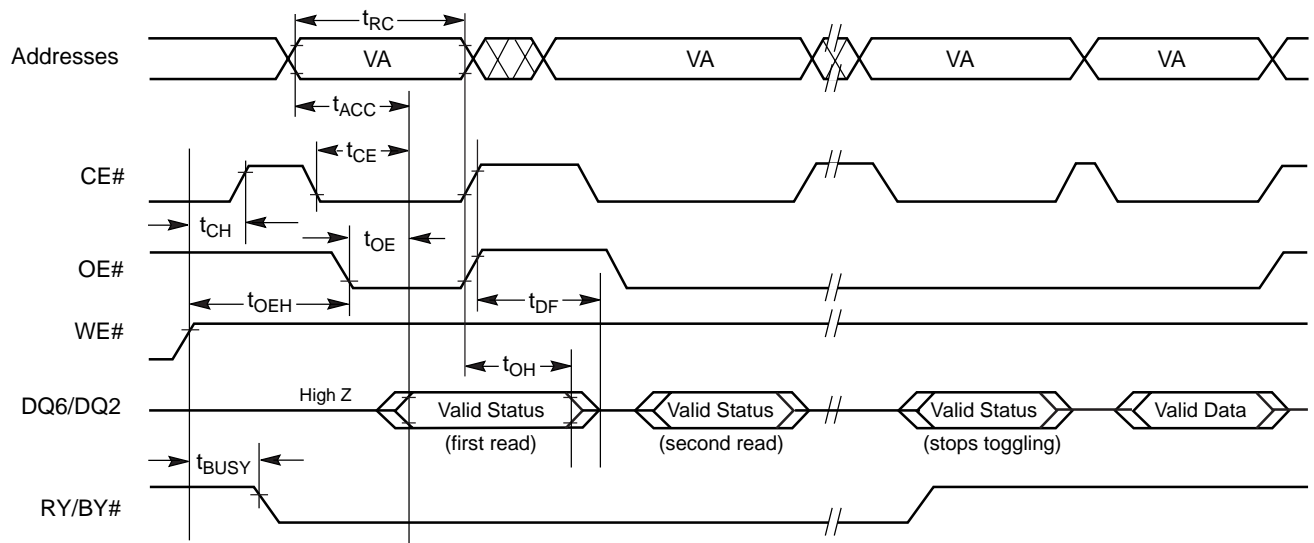 tRC
Addresses VA VA VA VA
tACC
tCE
CE#
tCH tOE
OE#
tOEH tDF
WE#
tOH
High Z
DQ6/DQ2 Valid Status Valid Status Valid Status Valid Data
(first read) (second read) (stops toggling)
tBUSY
RY/BY#